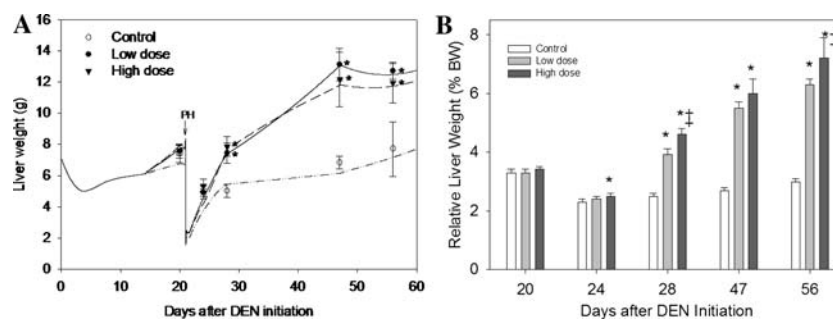 A
Control
Low dose
High dose
PH
Liver weight (g)
16
14
12
10
8
6
4
2
0
0 10 20 30 40 50 60
Days after DEN initiation
B
Control
Low dose
High dose
Relative Liver Weight (% BW)
8
6
4
2
0
* * * ‡ * * * *
20 24 28 47 56
Days after DEN Initiation